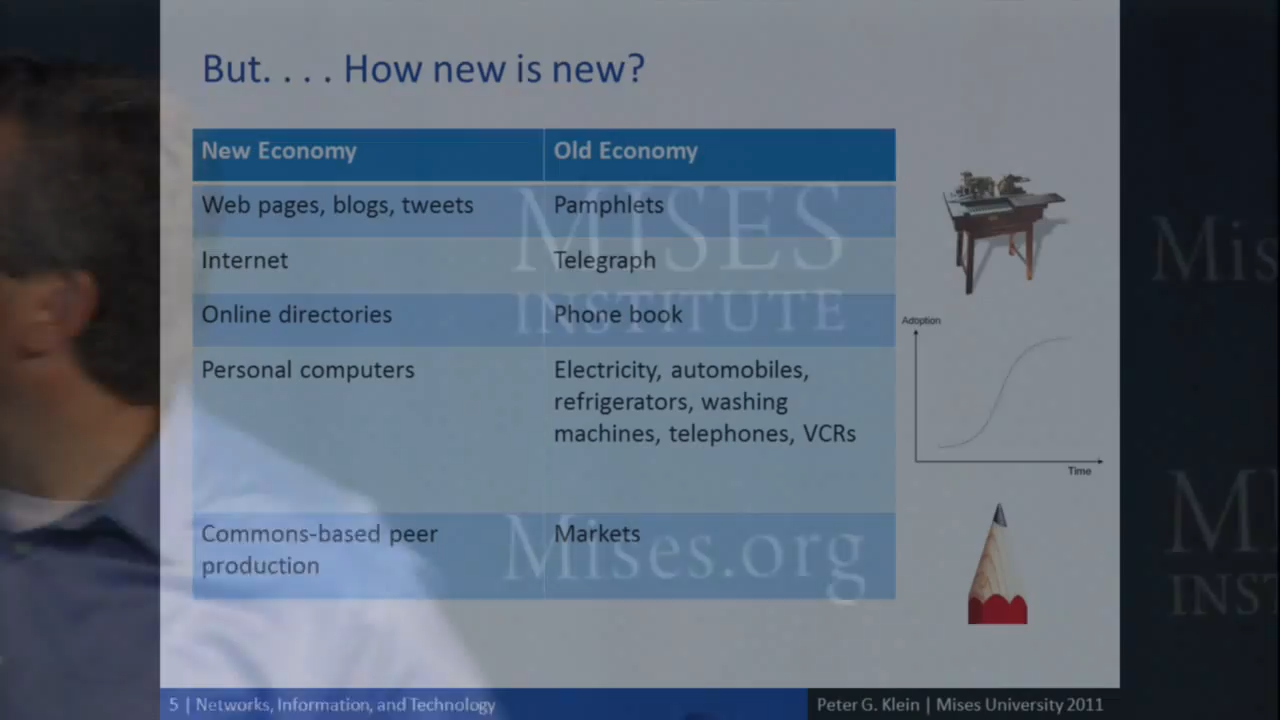 But. . . . How new is new?
New Economy
Old Economy
Web pages, blogs, tweets
Pamphlets
Internet
Telegraph
Online directories
Phone book
Personal computers
Electricity, automobiles,
refrigerators, washing
machines, telephones, VCRs
Commons-based peer
production
Markets
Adoption
Time
MISES
INSTITUTE
Mises.org
Mis
M
INST
5 | Networks, Information, and Technology
Peter G. Klein | Mises University 2011